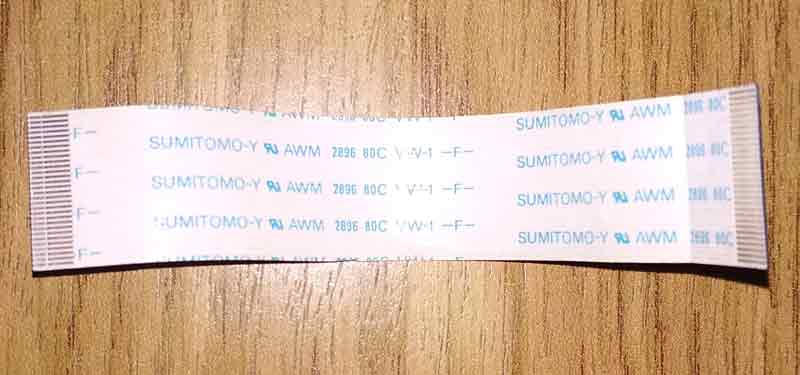 SUMITOMO-Y AWM 2896 80C
F- SUMITOMO-Y AWM 2896 80C VW-1 -F- SUMITOMO-Y AWM 2896 80C
F- SUMITOMO-Y AWM 2896 80C VW-1 -F- SUMITOMO-Y AWM 2896 80C
F- SUMITOMO-Y AWM 2896 80C VW-1 -F- SUMITOMO-Y AWM 2896 80C
F-